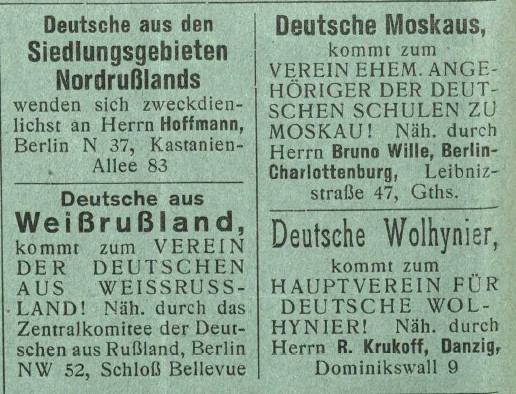 Deutsche aus den
Siedlungsgebieten
Nordrußlands
wenden sich zweckdien-
lichst an Herrn Hoffmann,
Berlin N 37, Kastanien-
Allee 83
Deutsche aus
Weißrußland,
kommt zum VEREIN
DER DEUTSCHEN
AUS WEISSRUSS-
LAND! Näh. durch das
Zentralkomitee der Deut-
schen aus Rußland, Berlin
NW 52, Schloß Bellevue
Deutsche Moskaus,
kommt zum
VEREIN EHEM. ANGE-
HÖRIGER DER DEUT-
SCHEN SCHULEN ZU
MOSKAU! Näh. durch
Herrn Bruno Wille, Berlin-
Charlottenburg, Leibniz-
straße 47, Gths.
Deutsche Wolhynier,
kommt zum
HAUPTVEREIN FÜR
DEUTSCHE WOL-
HYNIER! Näh. durch
Herrn R. Krukoff, Danzig,
Dominikswall 9